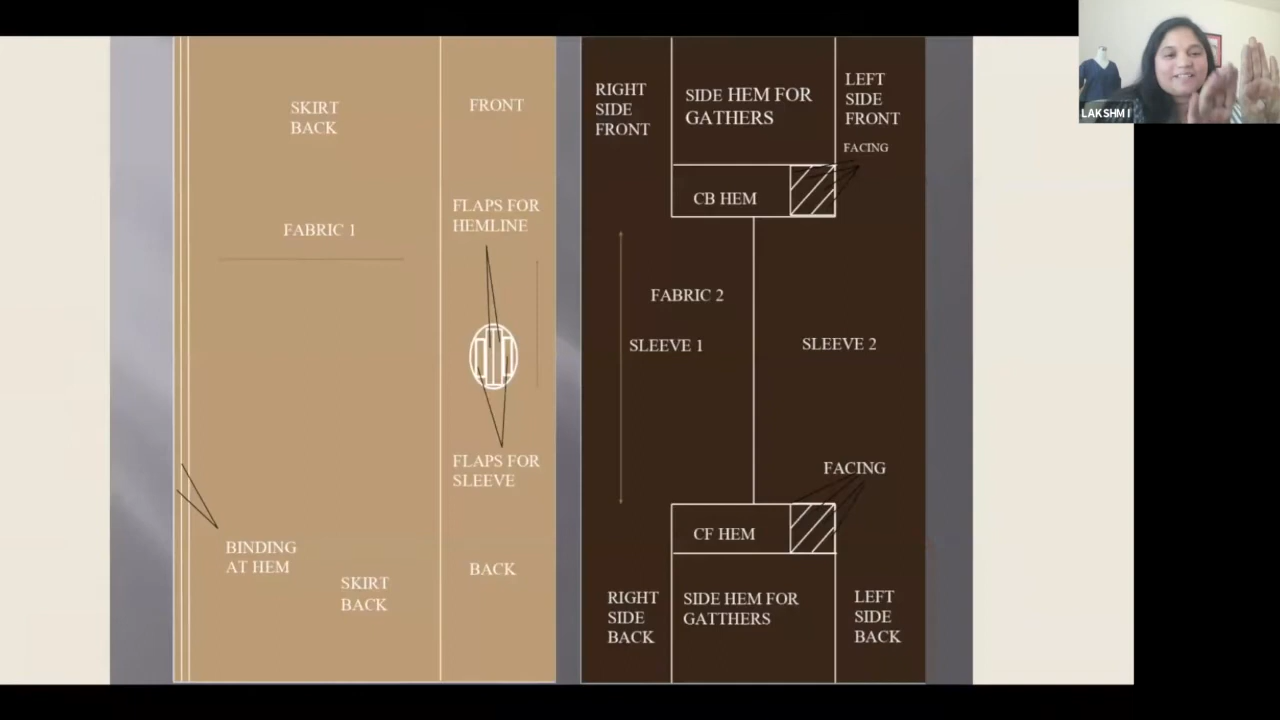 SKIRT
BACK
FRONT
FLAPS FOR
HEMLINE
FABRIC 1
FLAPS FOR
SLEEVE
BINDING
AT HEM
SKIRT
BACK
BACK
RIGHT
SIDE
FRONT
SIDE HEM FOR
GATHERS
LEFT
SIDE
FRONT
FACING
CB HEM
FABRIC 2
SLEEVE 1
SLEEVE 2
FACING
CF HEM
RIGHT
SIDE
BACK
SIDE HEM FOR
GATTHERS
LEFT
SIDE
BACK
LAKSHMI